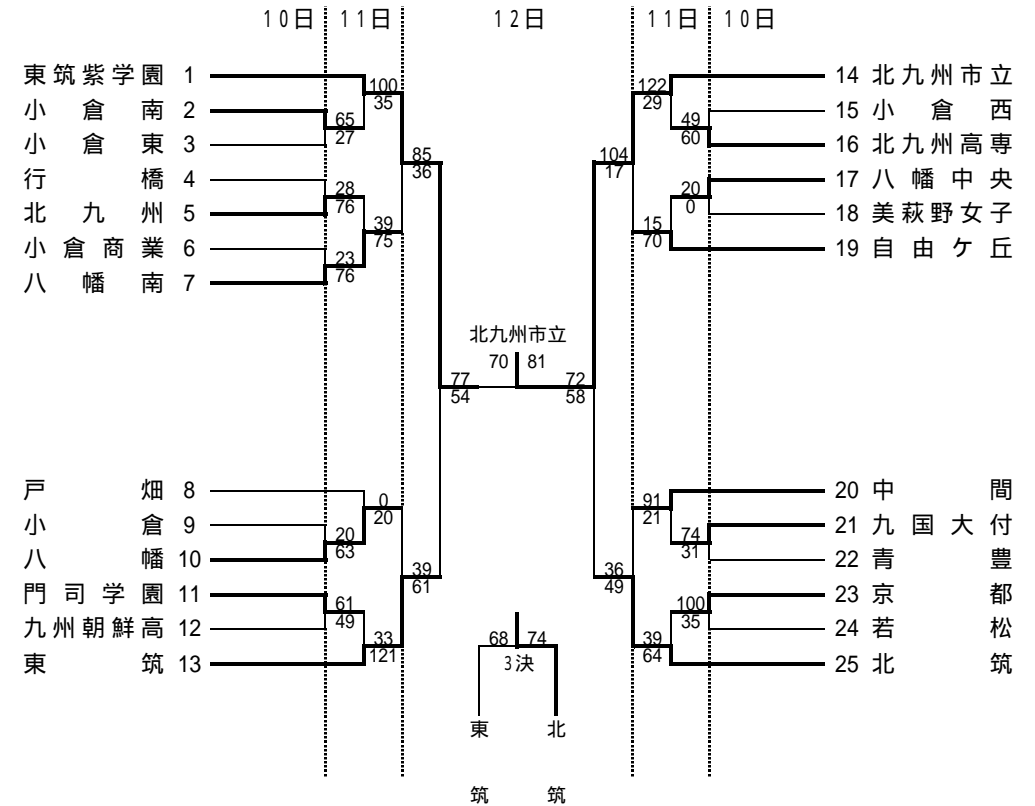 10日 11日 12日 11日 10日
東筑紫学園 1
小倉南 2
小倉東 3
行橋 4
北九州 5
小倉商業 6
八幡南 7
100
35
65
27
85
36
28
76
39
75
23
76
14 北九州市立
15 小倉西
16 北九州高専
17 八幡中央
18 美萩野女子
19 自由ケ丘
122
29
49
60
104
17
20
0
15
70
北九州市立
70 81
77
54
72
58
戸畑 8
小倉 9
八幡 10
門司学園 11
九州朝鮮高 12
東筑 13
0
20
20
63
39
61
61
49
33
121
20 中間
21 九国大付
22 青豊
23 京都
24 若松
25 北筑
91
21
74
31
36
49
100
35
39
64
68 74
3決
東筑
北筑